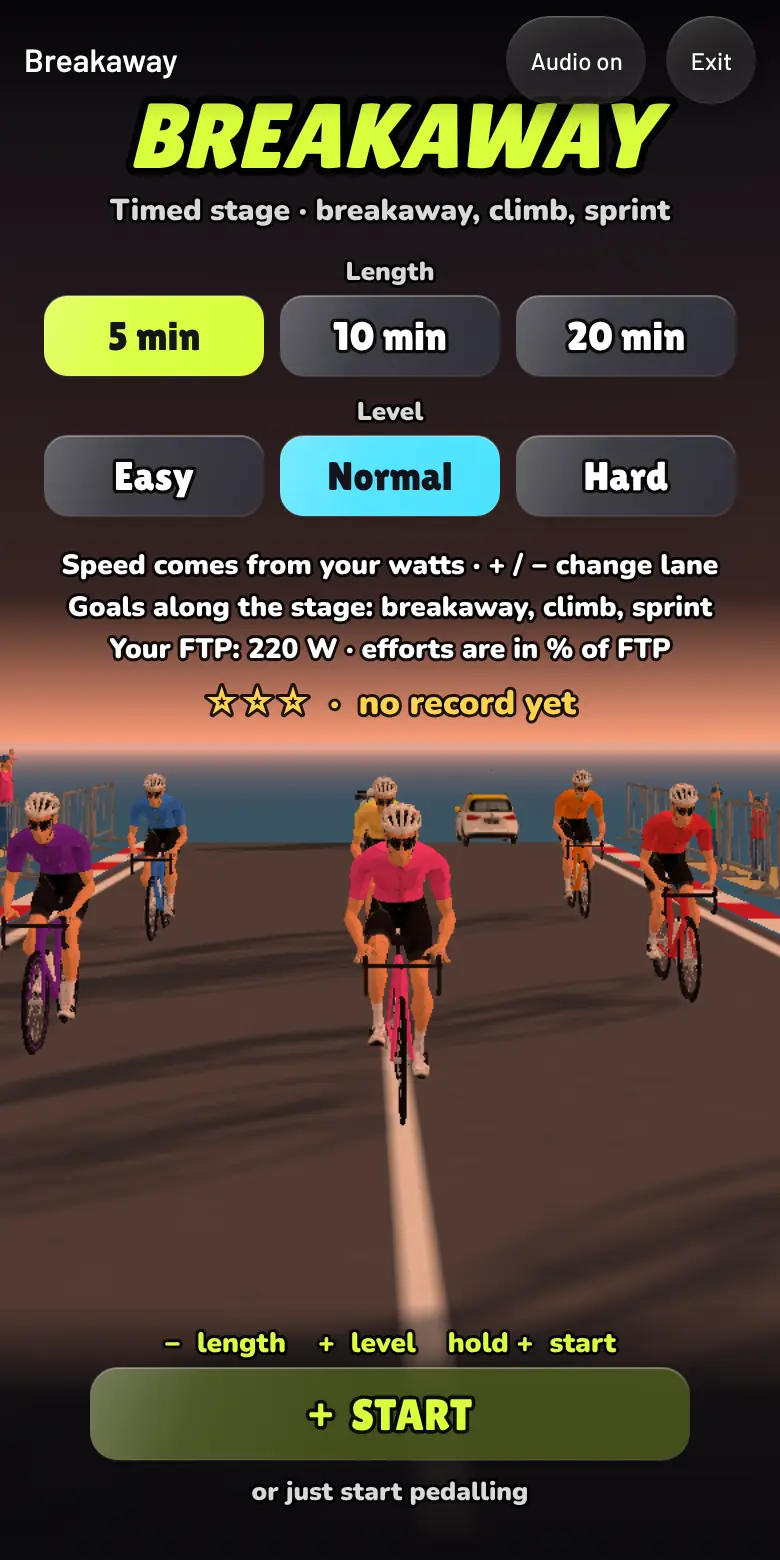 Breakaway
Audio on
Exit
BREAKAWAY
Timed stage · breakaway, climb, sprint
Length
5 min
10 min
20 min
Level
Easy
Normal
Hard
Speed comes from your watts · + / − change lane
Goals along the stage: breakaway, climb, sprint
Your FTP: 220 W · efforts are in % of FTP
☆☆☆ · no record yet
− length + level hold + start
+ START
or just start pedalling